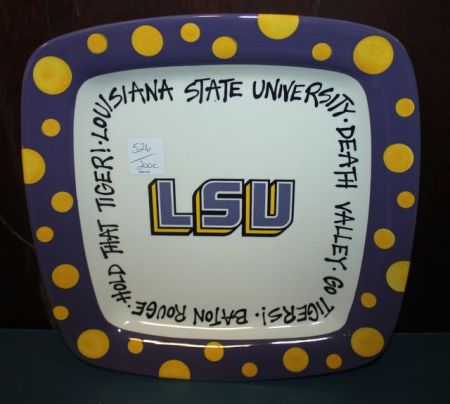 LOUISIANA STATE UNIVERSITY · DEATH VALLEY · GO TIGERS! · BATON ROUGE · HOLD THAT TIGER! ·
526
200c
LSU